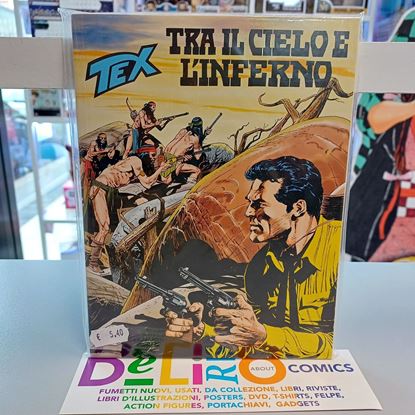 TRA IL CIELO E
L'INFERNO
TEX
€ 5,40
DèLiRO ABOUT COMICS
FUMETTI NUOVI, USATI, DA COLLEZIONE, LIBRI, RIVISTE,
LIBRI D'ILLUSTRAZIONI, POSTERS, DVD, T-SHIRTS, FELPE,
ACTION FIGURES, PORTACHIAVI, GADGETS